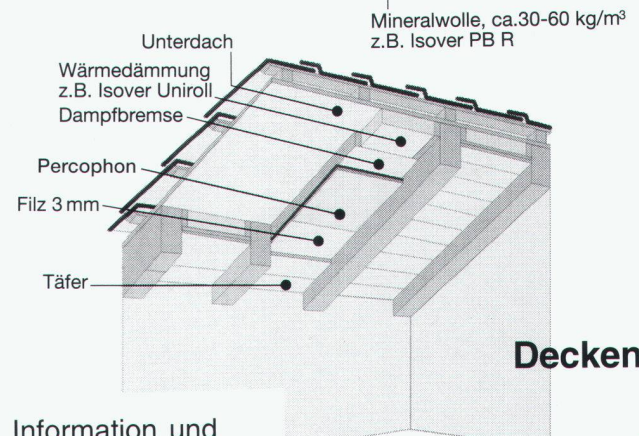 Mineralwolle, ca.30-60 kg/m³
z.B. Isover PB R
Unterdach
Wärmedämmung
z.B. Isover Uniroll
Dampfbremse
Percophon
Filz 3 mm
Täfer
Decken
Information und